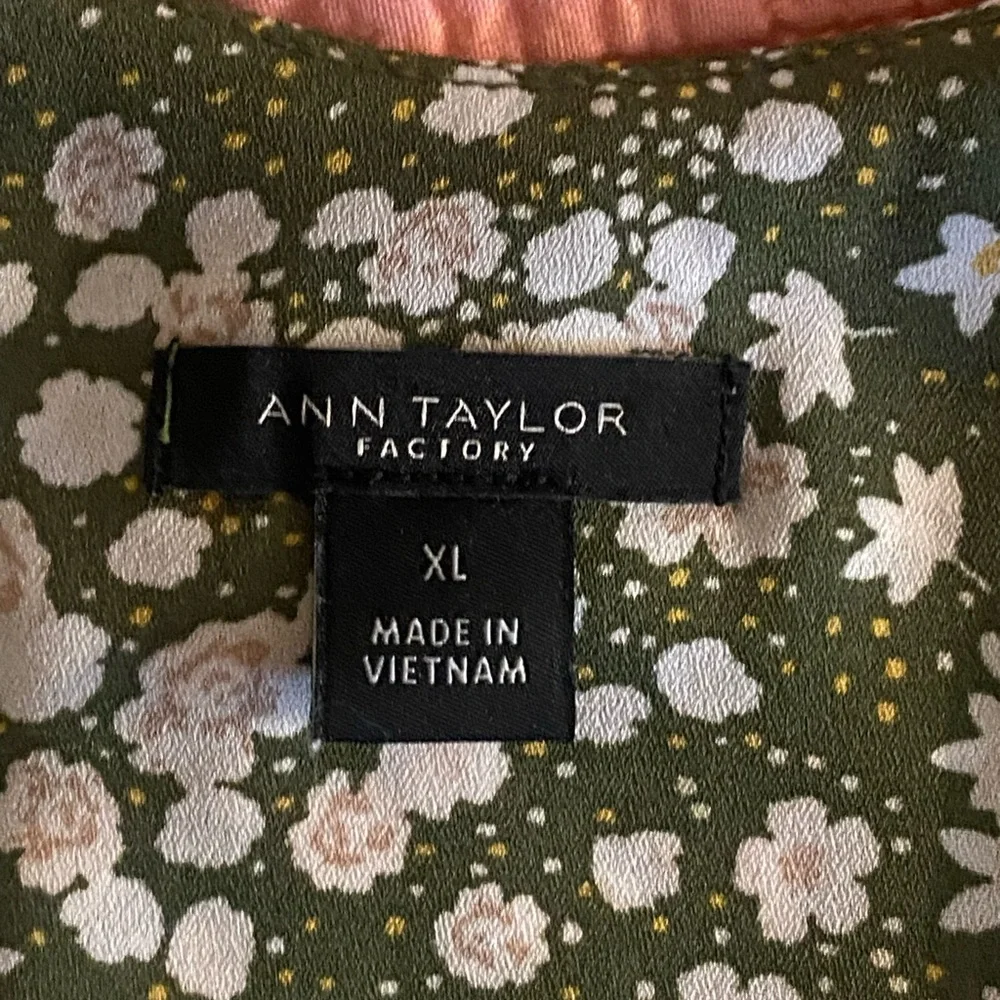 ANN TAYLOR
FACTORY
XL
MADE IN
VIETNAM